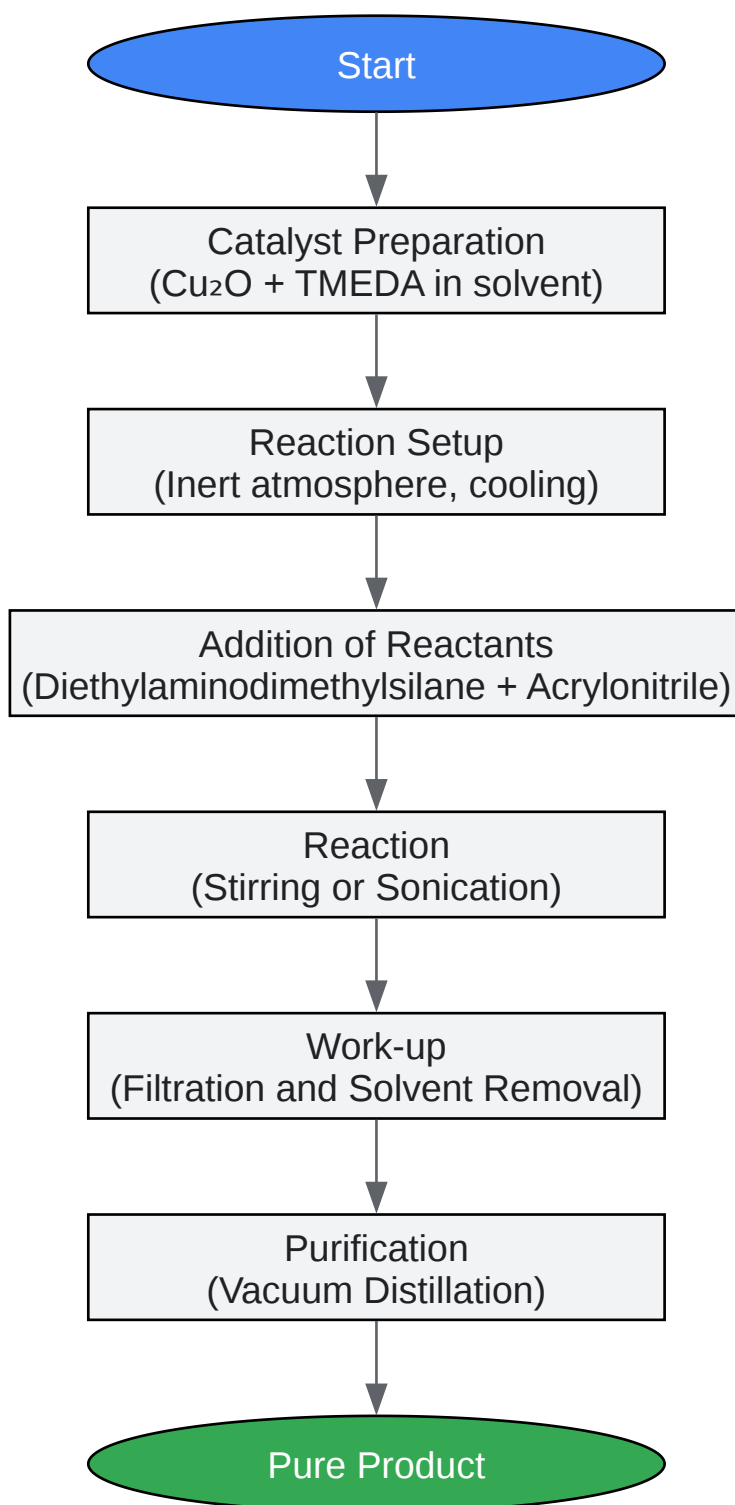 Start
Catalyst Preparation
(Cu₂O + TMEDA in solvent)
Reaction Setup
(Inert atmosphere, cooling)
Addition of Reactants
(Diethylaminodimethylsilane + Acrylonitrile)
Reaction
(Stirring or Sonication)
Work-up
(Filtration and Solvent Removal)
Purification
(Vacuum Distillation)
Pure Product